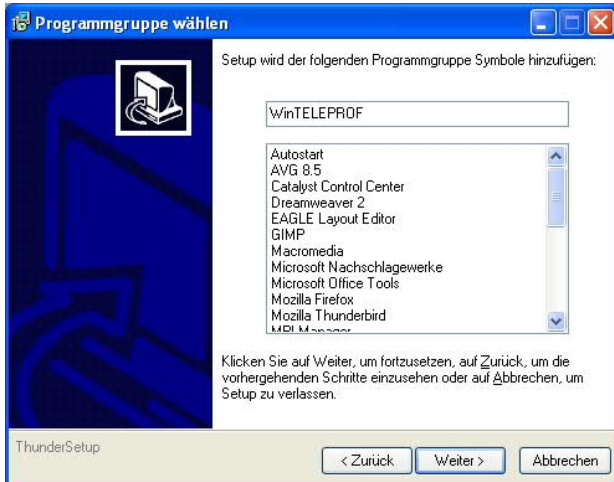 Programmgruppe wählen
Setup wird der folgenden Programmgruppe Symbole hinzufügen:
WinTELEPROF
Autostart
AVG 8.5
Catalyst Control Center
Dreamweaver 2
EAGLE Layout Editor
GIMP
Macromedia
Microsoft Nachschlagewerke
Microsoft Office Tools
Mozilla Firefox
Mozilla Thunderbird
Klicken Sie auf Weiter, um fortzusetzen, auf Zurück, um die
vorhergehenden Schritte einzusehen oder auf Abbrechen, um
Setup zu verlassen.
ThunderSetup
< Zurück Weiter > Abbrechen